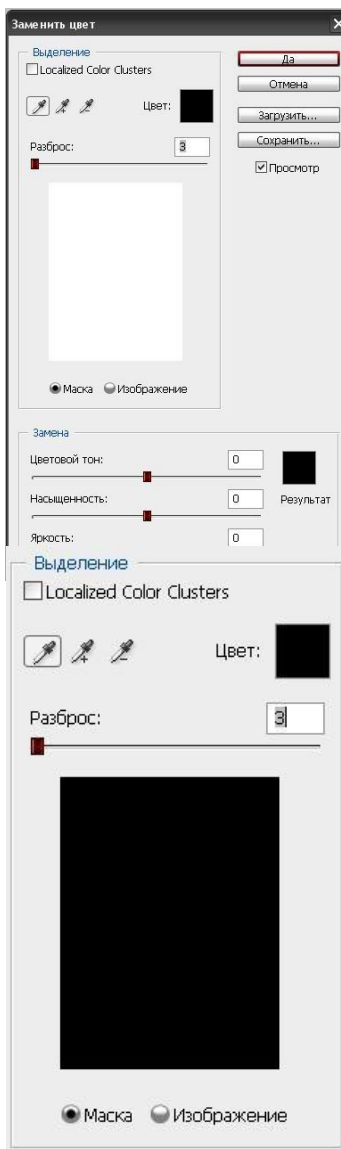 Заменить цвет
Выделение
Localized Color Clusters
Цвет:
Разброс:
3
Маска
Изображение
Да
Отмена
Загрузить...
Сохранить...
Просмотр
Замена
Цветовой тон:
0
Насыщенность:
0
Результат
Яркость:
0
Выделение
Localized Color Clusters
Цвет:
Разброс:
3
Маска
Изображение